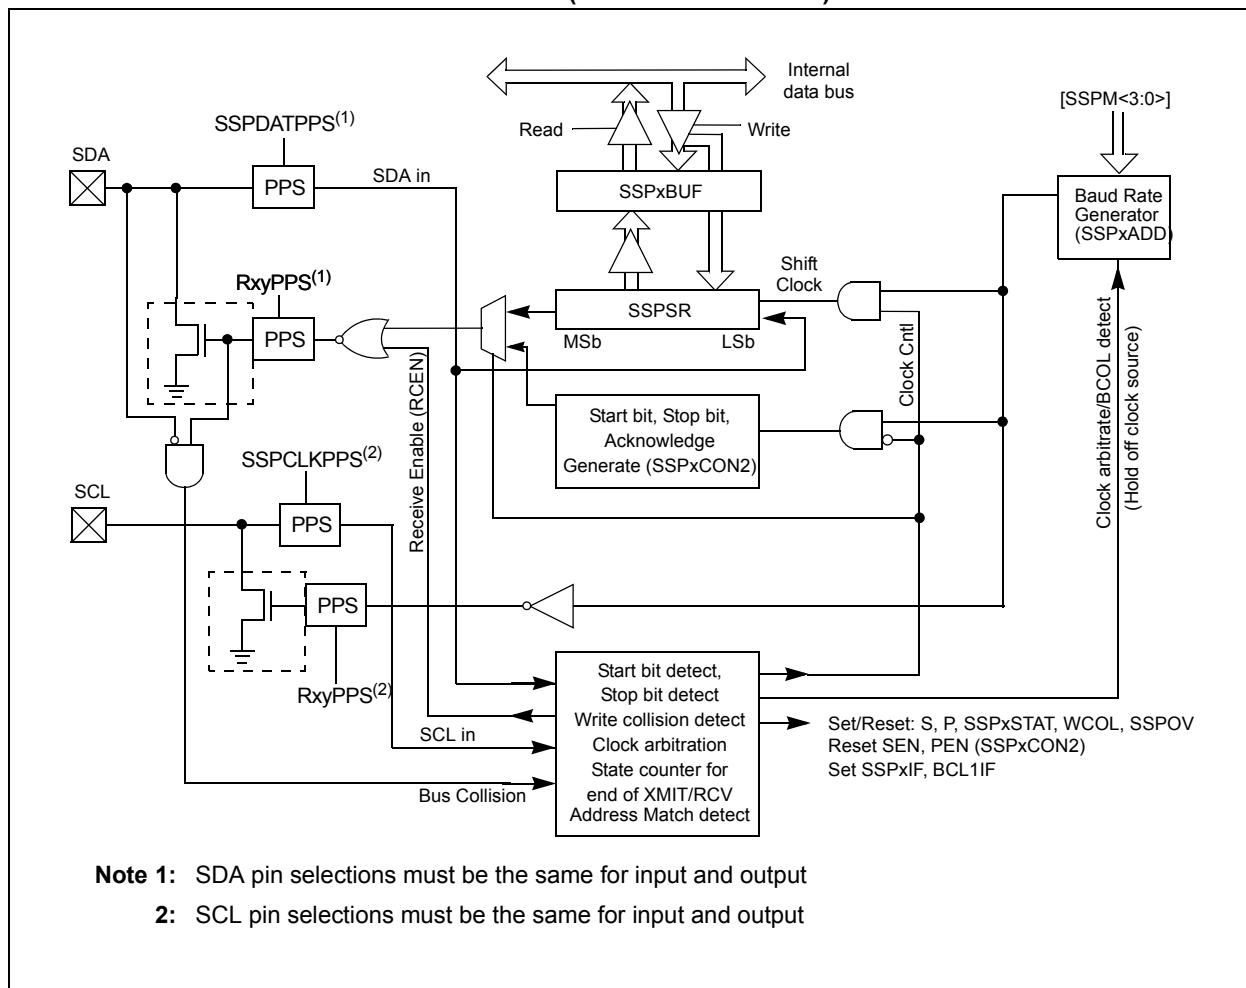 Internal
data bus
[SSPM<3:0>]
SSPDATPPS(1)
Read
Write
SDA
PPS
SDA in
SSPxBUF
Baud Rate
Generator
(SSPxADD)
RxyPPS(1)
Shift
Clock
SSPSR
MSb
LSb
PPS
Receive Enable (RCEN)
Clock Cntl
Clock arbitrate/BCOL detect
(Hold off clock source)
Start bit, Stop bit,
Acknowledge
Generate (SSPxCON2)
SSPCLKPPS(2)
SCL
PPS
PPS
RxyPPS(2)
SCL in
Bus Collision
Start bit detect,
Stop bit detect
Write collision detect
Clock arbitration
State counter for
end of XMIT/RCV
Address Match detect
Set/Reset: S, P, SSPxSTAT, WCOL, SSPOV
Reset SEN, PEN (SSPxCON2)
Set SSPxIF, BCL1IF
Note 1: SDA pin selections must be the same for input and output
2: SCL pin selections must be the same for input and output